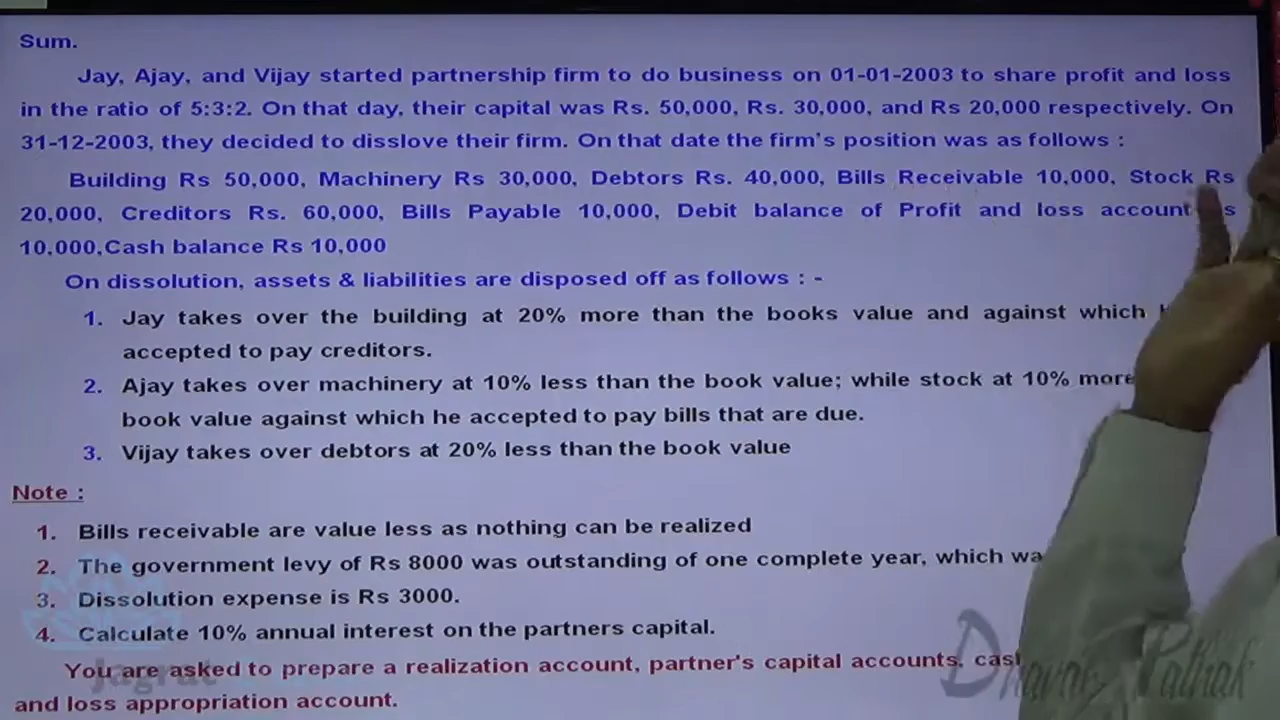 Sum.
Jay, Ajay, and Vijay started partnership firm to do business on 01-01-2003 to share profit and loss
in the ratio of 5:3:2. On that day, their capital was Rs. 50,000, Rs. 30,000, and Rs 20,000 respectively. On
31-12-2003, they decided to disslove their firm. On that date the firm's position was as follows :
Building Rs 50,000, Machinery Rs 30,000, Debtors Rs. 40,000, Bills Receivable 10,000, Stock Rs
20,000, Creditors Rs. 60,000, Bills Payable 10,000, Debit balance of Profit and loss account
10,000,Cash balance Rs 10,000
On dissolution, assets & liabilities are disposed off as follows : -
1. Jay takes over the building at 20% more than the books value and against which
accepted to pay creditors.
2. Ajay takes over machinery at 10% less than the book value; while stock at 10% more
book value against which he accepted to pay bills that are due.
3. Vijay takes over debtors at 20% less than the book value
Note :
1. Bills receivable are value less as nothing can be realized
2. The government levy of Rs 8000 was outstanding of one complete year, which
3. Dissolution expense is Rs 3000.
4. Calculate 10% annual interest on the partners capital.
You are asked to prepare a realization account, partner's capital accounts,
and loss appropriation account.
Pathak